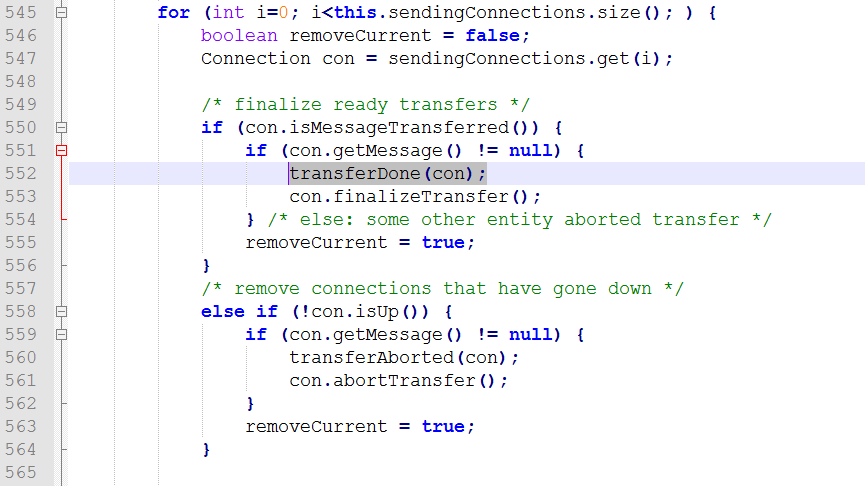 545 for (int i=0; i<this.sendingConnections.size(); ) {
546 boolean removeCurrent = false;
547 Connection con = sendingConnections.get(i);
548
549 /* finalize ready transfers */
550 if (con.isMessageTransferred()) {
551 if (con.getMessage() != null) {
552 transferDone(con);
553 con.finalizeTransfer();
554 } /* else: some other entity aborted transfer */
555 removeCurrent = true;
556 }
557 /* remove connections that have gone down */
558 else if (!con.isUp()) {
559 if (con.getMessage() != null) {
560 transferAborted(con);
561 con.abortTransfer();
562 }
563 removeCurrent = true;
564 }
565